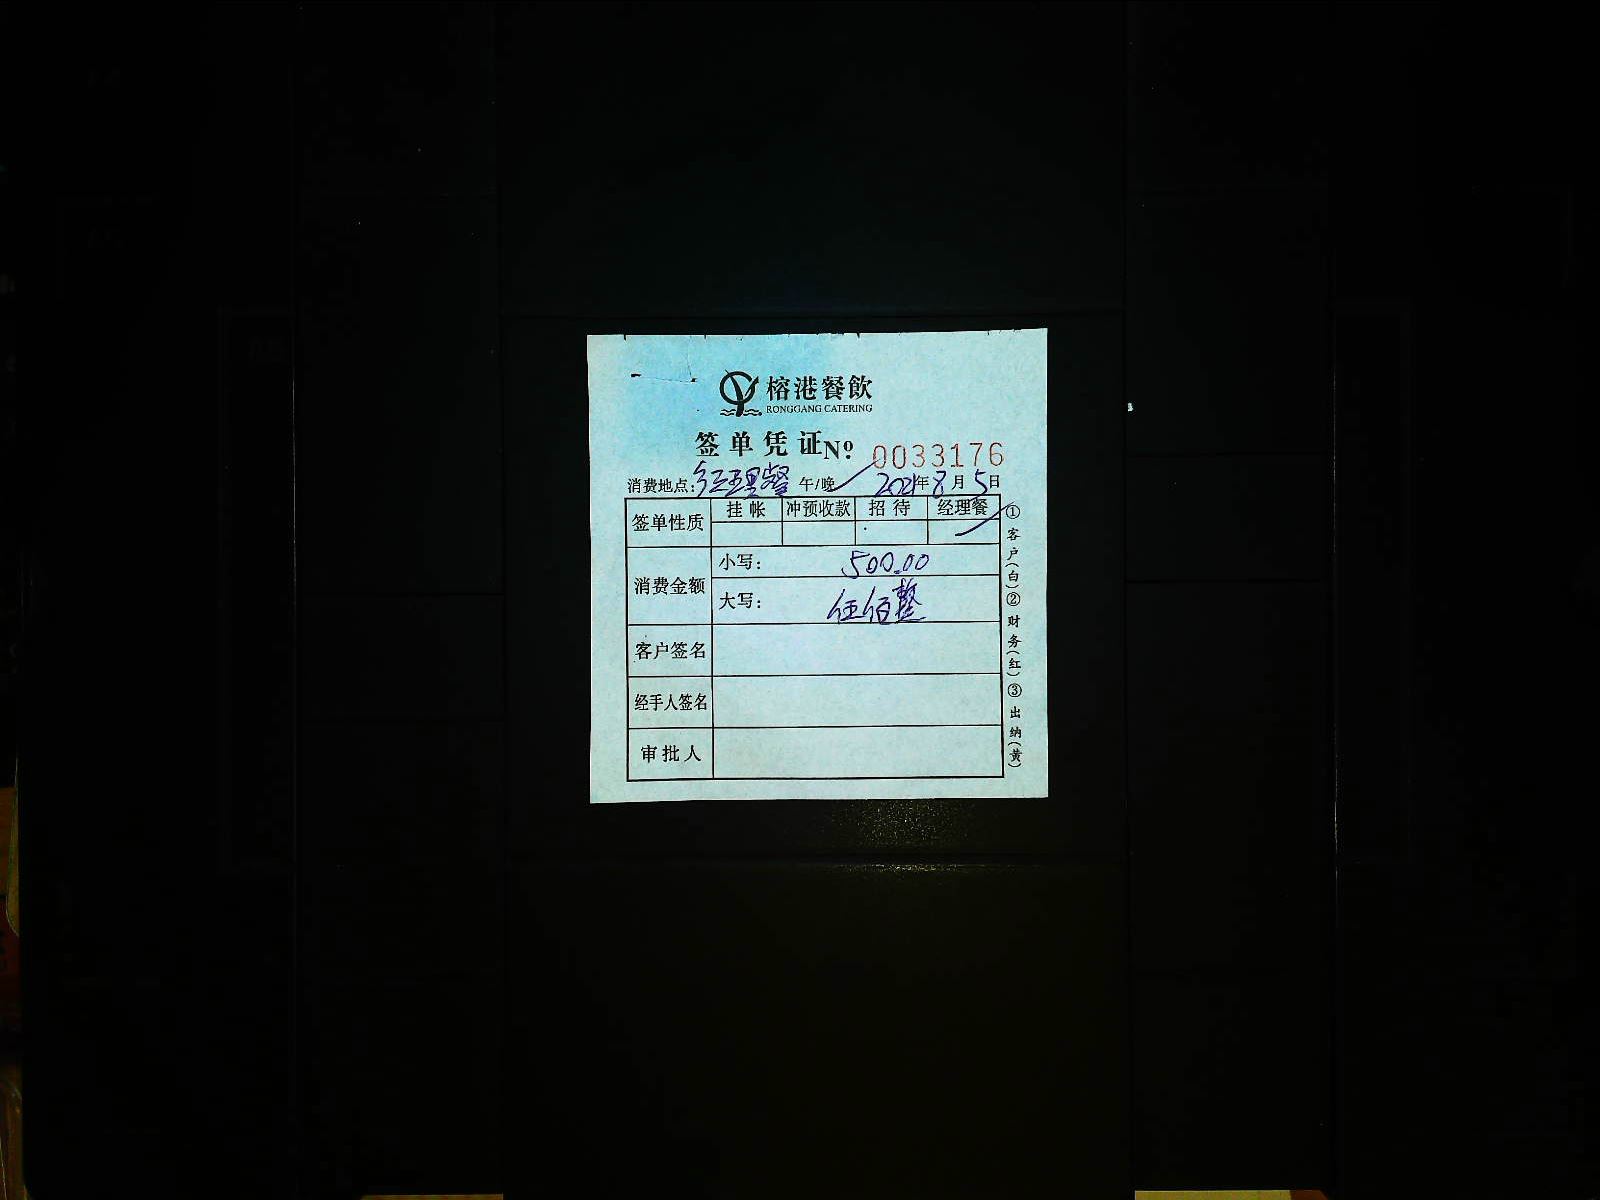 榕港餐飲
RONGGANG CATERING
签单凭证 Nº 0033176
消费地点: 经理餐 午/晚 2021年8月5日
签单性质 挂帐 冲预收款 招待 经理餐
消费金额 小写: 500.00
大写: 伍佰整
客户签名
经手人签名
审批人
①客户(白)②财务(红)③出纳(黄)